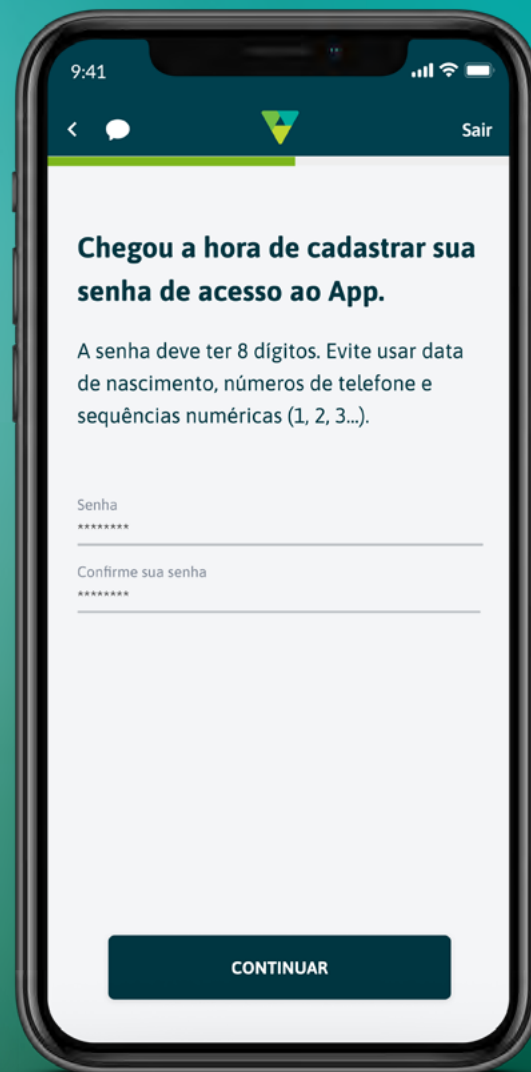 9:41
Sair
Chegou a hora de cadastrar sua
senha de acesso ao App.
A senha deve ter 8 dígitos. Evite usar data
de nascimento, números de telefone e
sequências numéricas (1, 2, 3...).
Senha
********
Confirme sua senha
********
CONTINUAR